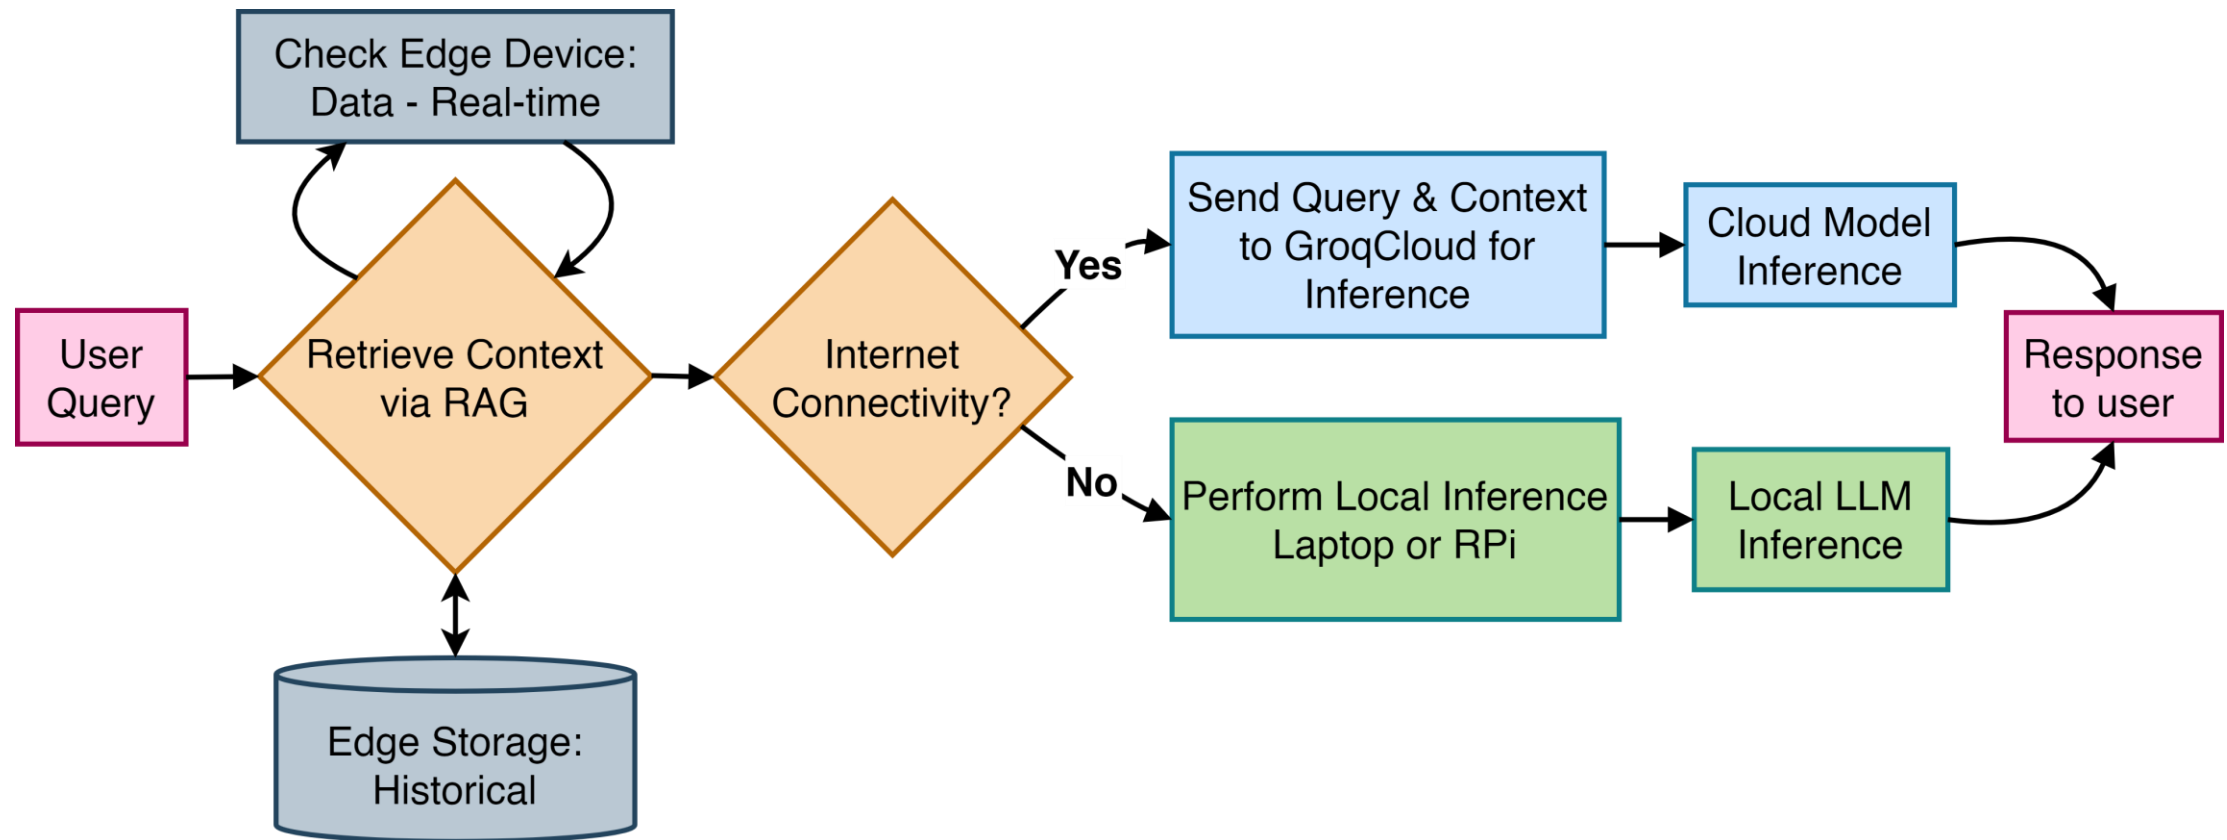 Check Edge Device:
Data - Real-time
User
Query
Retrieve Context
via RAG
Edge Storage:
Historical
Internet
Connectivity?
Yes
No
Send Query & Context
to GroqCloud for
Inference
Cloud Model
Inference
Perform Local Inference
Laptop or RPi
Local LLM
Inference
Response
to user